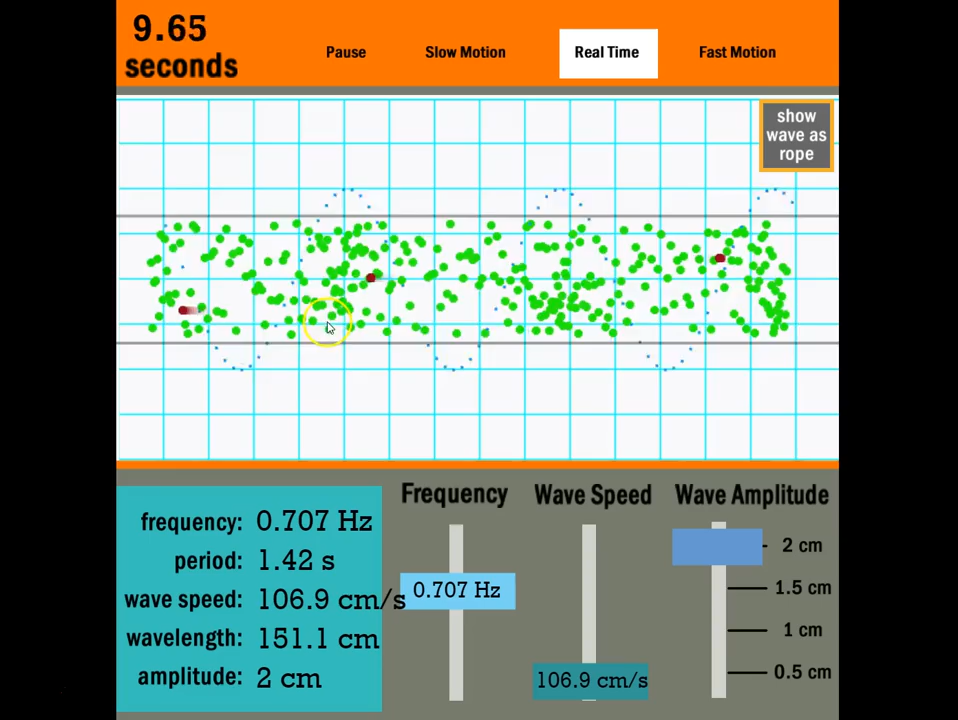 9.65
seconds
Pause
Slow Motion
Real Time
Fast Motion
show
wave as
rope
frequency: 0.707 Hz
period: 1.42 s
wave speed: 106.9 cm/s
wavelength: 151.1 cm
amplitude: 2 cm
Frequency
0.707 Hz
Wave Speed
106.9 cm/s
Wave Amplitude
2 cm
1.5 cm
1 cm
0.5 cm